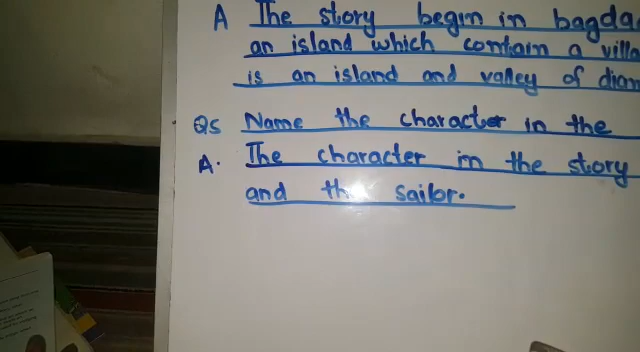 A The story begin in bagda
an island which contain a villa
is an island and valley of diam
Q5 Name the character in the
A. The character in the story
and the sailor.